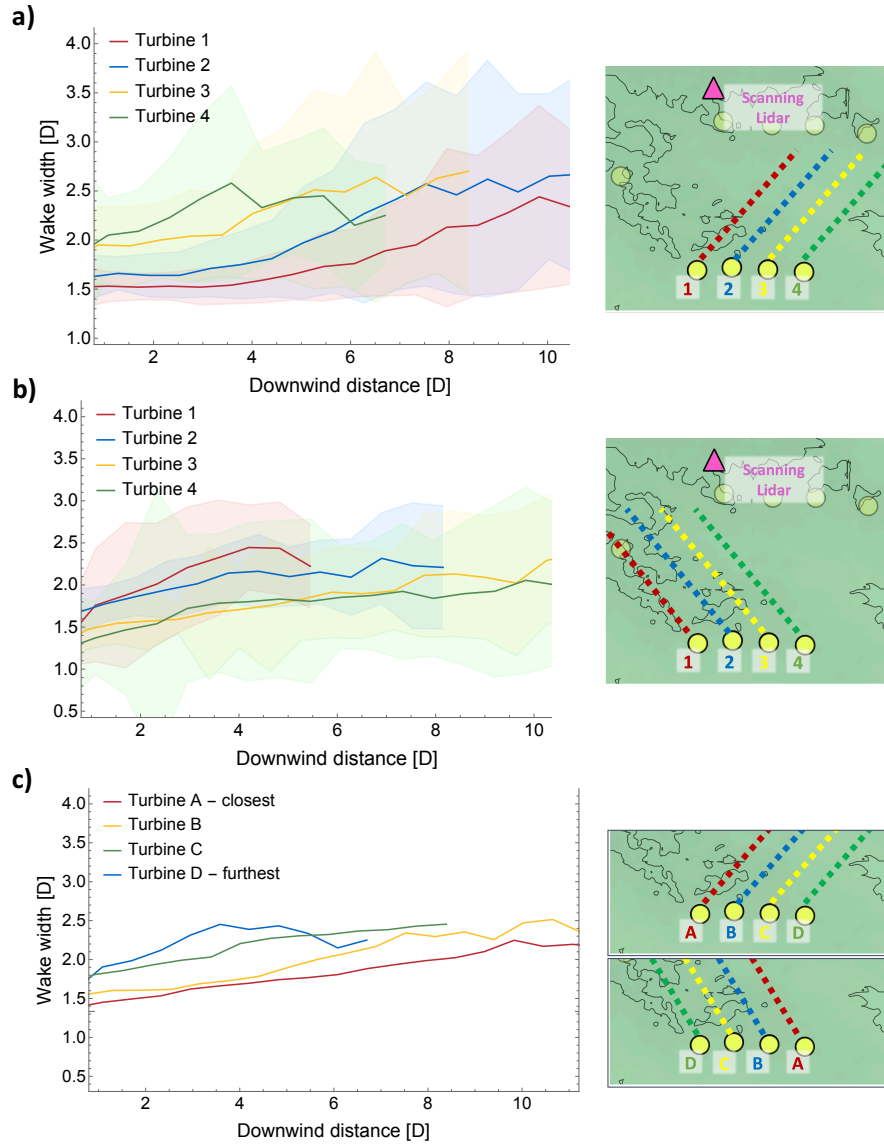 a)
Wake width [D]
4.0
3.5
3.0
2.5
2.0
1.5
1.0
Turbine 1
Turbine 2
Turbine 3
Turbine 4
2 4 6 8 10
Downwind distance [D]
Scanning
Lidar
1 2 3 4
b)
Wake width [D]
4.0
3.5
3.0
2.5
2.0
1.5
1.0
0.5
Turbine 1
Turbine 2
Turbine 3
Turbine 4
2 4 6 8 10
Downwind distance [D]
Scanning
Lidar
1 2 3 4
c)
Wake width [D]
4.0
3.5
3.0
2.5
2.0
1.5
1.0
0.5
Turbine A – closest
Turbine B
Turbine C
Turbine D – furthest
2 4 6 8 10
Downwind distance [D]
A B C D
D C B A